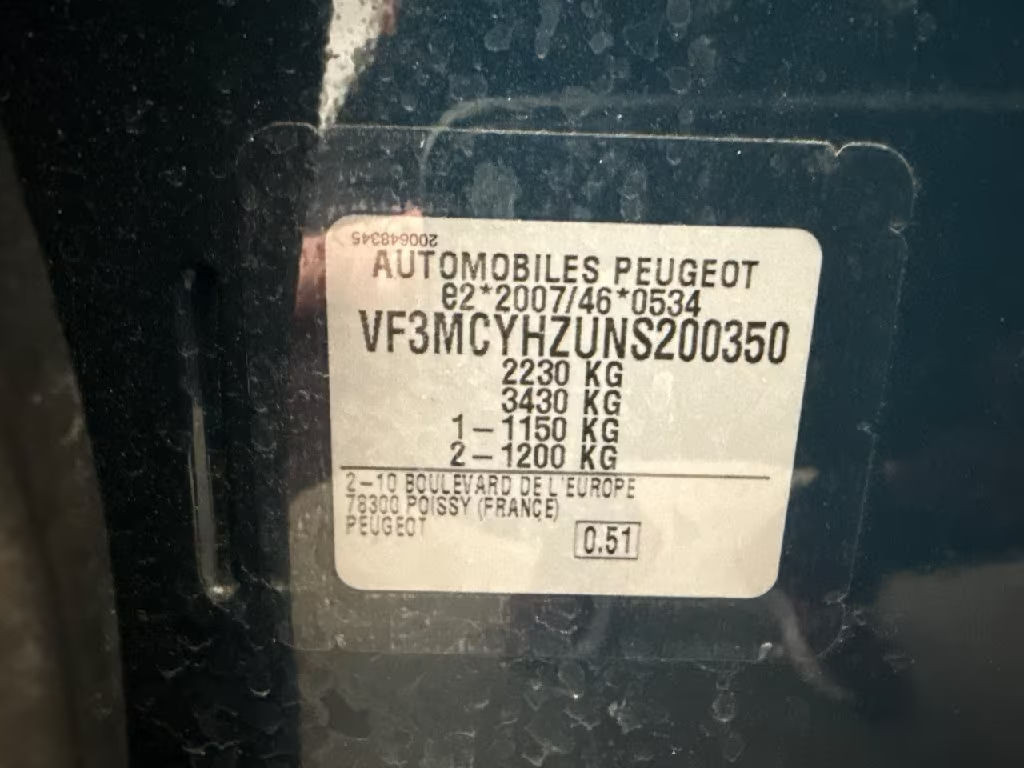 200648345
AUTOMOBILES PEUGEOT
e2*2007/46*0534
VF3MCYHZUNS200350
2230 KG
3430 KG
1-1150 KG
2-1200 KG
2-10 BOULEVARD DE L'EUROPE
78300 POISSY (FRANCE)
PEUGEOT
0.51